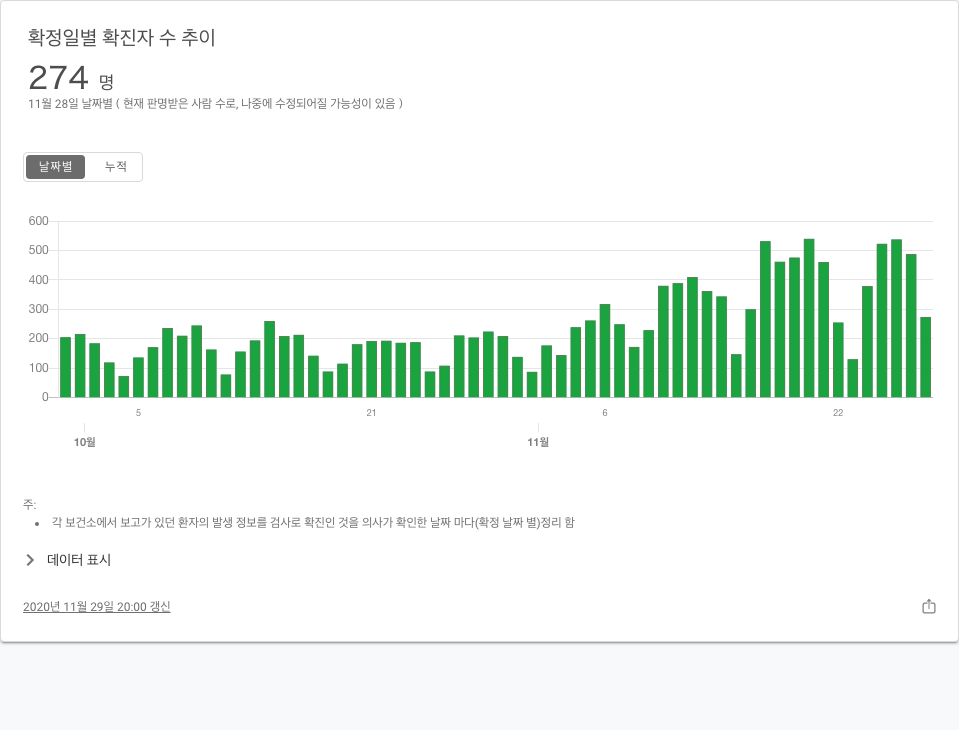 확정일별 확진자 수 추이
274 명
11월 28일 날짜별 ( 현재 판명받은 사람 수로, 나중에 수정되어질 가능성이 있음 )
날짜별 누적
600
500
400
300
200
100
0
5 21 6 22
10월 11월
주:
• 각 보건소에서 보고가 있던 환자의 발생 정보를 검사로 확진인 것을 의사가 확인한 날짜 마다(확정 날짜 별)정리 함
데이터 표시
2020년 11월 29일 20:00 갱신